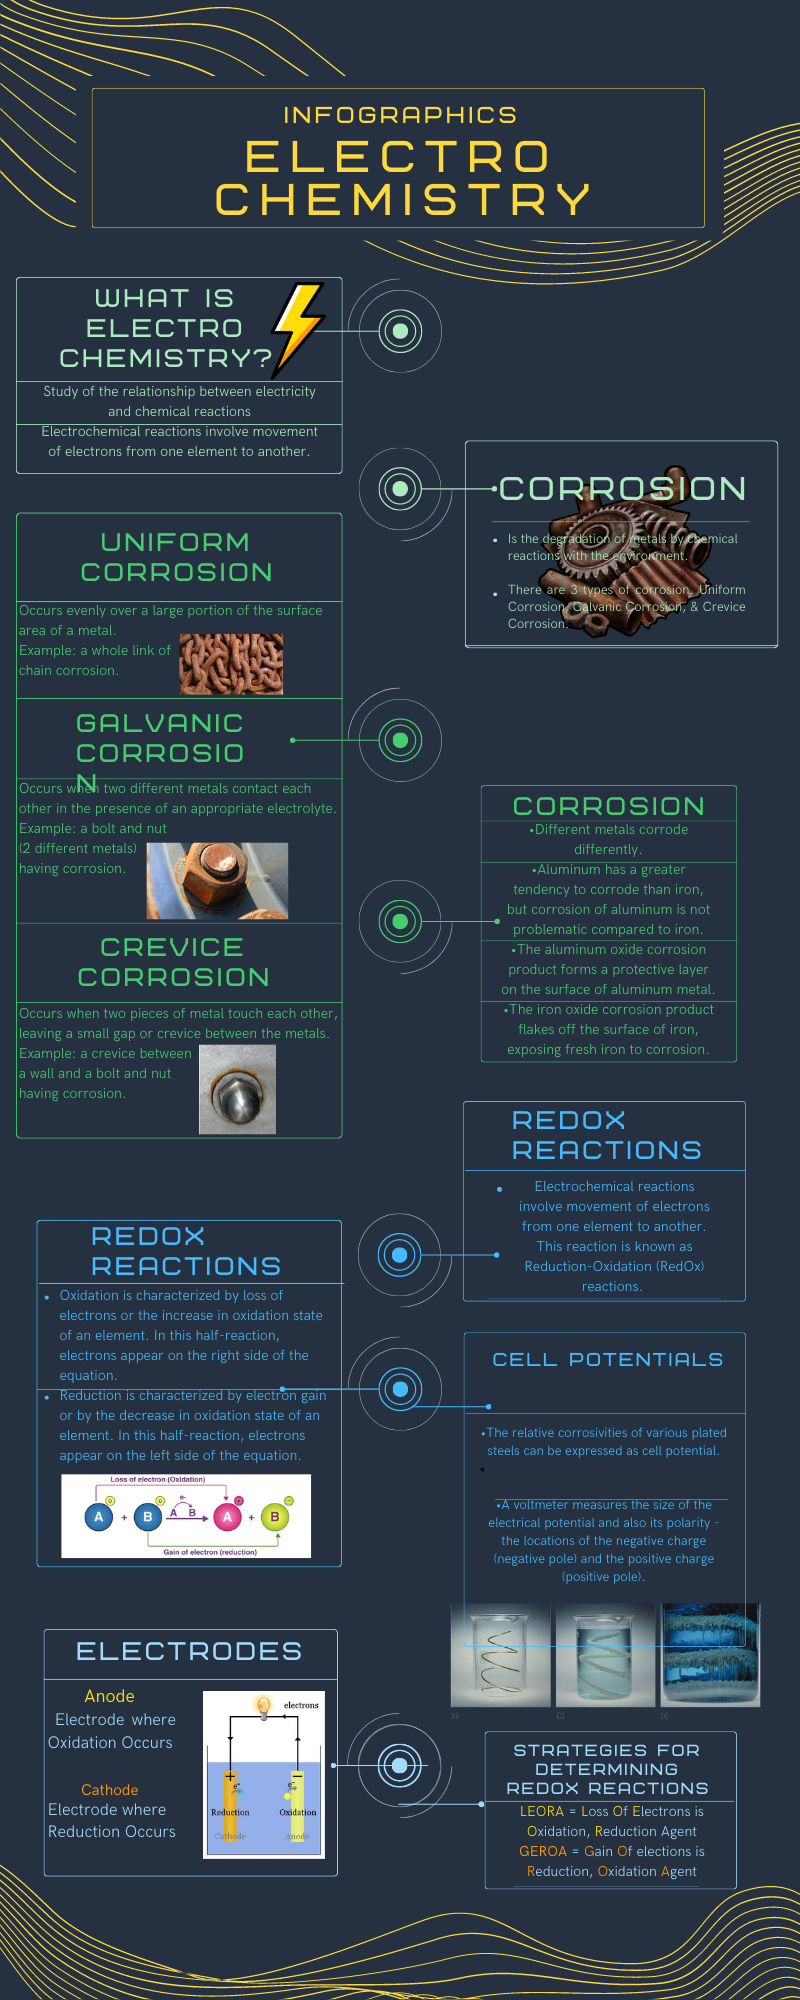 INFOGRAPHICS
ELECTRO
CHEMISTRY
WHAT IS
ELECTRO
CHEMISTRY?
Study of the relationship between electricity
and chemical reactions
Electrochemical reactions involve movement
of electrons from one element to another.
CORROSION
• Is the degradation of metals by chemical
reactions with the environment.
• There are 3 types of corrosion, Uniform
Corrosion, Galvanic Corrosion, & Crevice
Corrosion.
UNIFORM
CORROSION
Occurs evenly over a large portion of the surface
area of a metal.
Example: a whole link of
chain corrosion.
GALVANIC
CORROSIO
N
Occurs when two different metals contact each
other in the presence of an appropriate electrolyte.
Example: a bolt and nut
(2 different metals)
having corrosion.
CREVICE
CORROSION
Occurs when two pieces of metal touch each other,
leaving a small gap or crevice between the metals.
Example: a crevice between
a wall and a bolt and nut
having corrosion.
CORROSION
•Different metals corrode
differently.
•Aluminum has a greater
tendency to corrode than iron,
but corrosion of aluminum is not
problematic compared to iron.
•The aluminum oxide corrosion
product forms a protective layer
on the surface of aluminum metal.
•The iron oxide corrosion product
flakes off the surface of iron,
exposing fresh iron to corrosion.
REDOX
REACTIONS
• Electrochemical reactions
involve movement of electrons
from one element to another.
This reaction is known as
Reduction-Oxidation (RedOx)
reactions.
REDOX
REACTIONS
• Oxidation is characterized by loss of
electrons or the increase in oxidation state
of an element. In this half-reaction,
electrons appear on the right side of the
equation.
• Reduction is characterized by electron gain
or by the decrease in oxidation state of an
element. In this half-reaction, electrons
appear on the left side of the equation.
Loss of electron (Oxidation)
A 0 + B 0 e- A B A + + B −
Gain of electron (reduction)
CELL POTENTIALS
•The relative corrosivities of various plated
steels can be expressed as cell potential.
•
•A voltmeter measures the size of the
electrical potential and also its polarity -
the locations of the negative charge
(negative pole) and the positive charge
(positive pole).
ELECTRODES
Anode
Electrode where
Oxidation Occurs
Cathode
Electrode where
Reduction Occurs
electrons
+ −
e- e-
Reduction Oxidation
Cathode Anode
STRATEGIES FOR
DETERMINING
REDOX REACTIONS
LEORA = Loss Of Electrons is
Oxidation, Reduction Agent
GEROA = Gain Of elections is
Reduction, Oxidation Agent